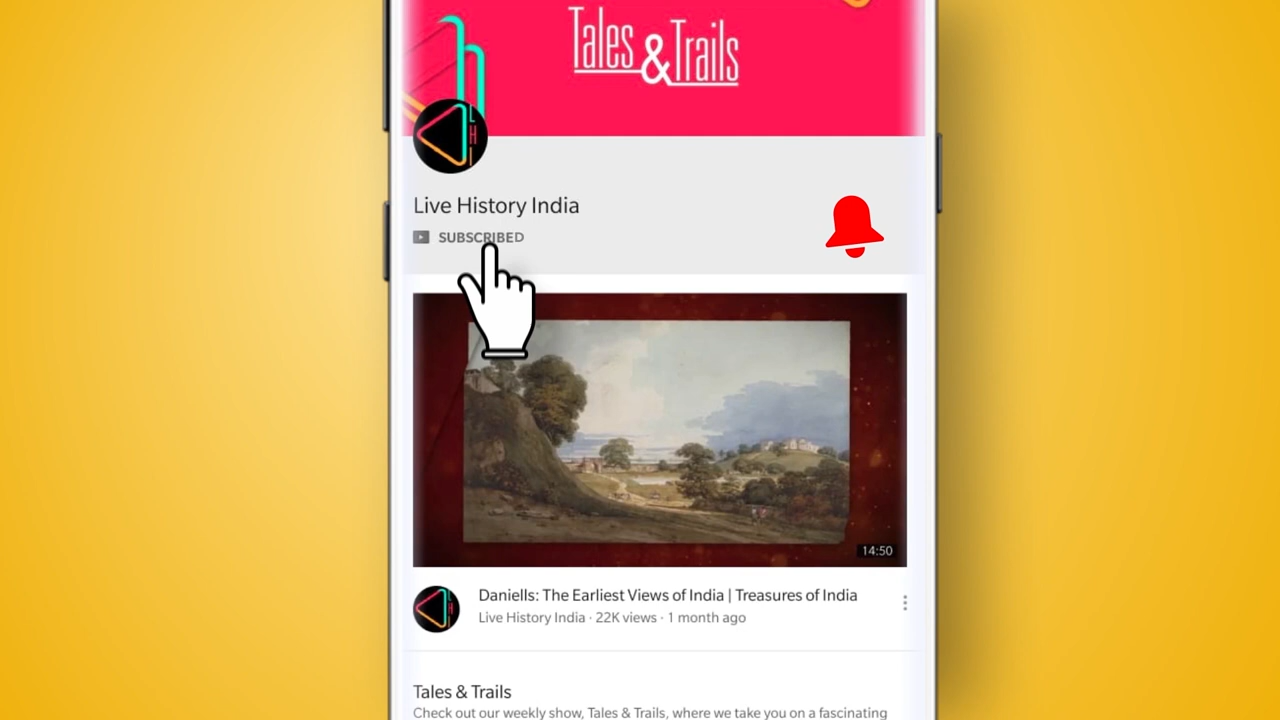 Tales & Trails
LHI
Live History India
SUBSCRIBED
14:50
Daniells: The Earliest Views of India | Treasures of India
LHI
Live History India · 22K views · 1 month ago
Tales & Trails
Check out our weekly show, Tales & Trails, where we take you on a fascinating